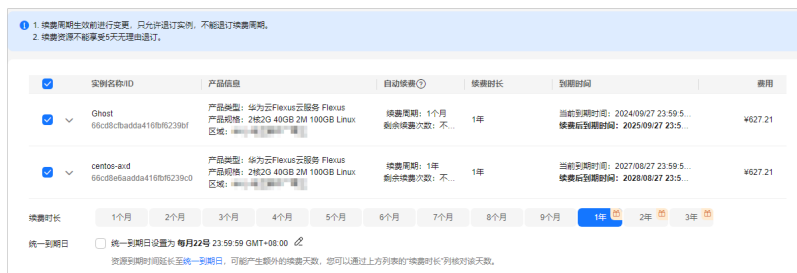 1. 续费周期生效前进行变更，只允许退订实例，不能退订续费周期。
2. 续费资源不能享受5天无理由退订。
实例名称/ID 产品信息 自动续费 续费时长 到期时间 费用
Ghost
66cd8cfbadda416fbf6239bf
产品类型：华为云Flexus云服务 Flexus
产品规格：2核2G 40GB 2M 100GB Linux
区域：
续费周期：1个月
剩余续费次数：不...
1年
当前到期时间：2024/09/27 23:59:5...
续费后到期时间：2025/09/27 23:5...
¥627.21
centos-axd
66cd8e6aadda416fbf6239c0
产品类型：华为云Flexus云服务 Flexus
产品规格：2核2G 40GB 2M 100GB Linux
区域：
续费周期：1年
剩余续费次数：不...
1年
当前到期时间：2027/08/27 23:59:5...
续费后到期时间：2028/08/27 23:5...
¥627.21
续费时长 1个月 2个月 3个月 4个月 5个月 6个月 7个月 8个月 9个月 1年 2年 3年
统一到期日 统一到期日设置为 每月22号 23:59:59 GMT+08:00
资源到期时间延长至统一到期日，可能产生额外的续费天数，您可以通过上方列表的“续费时长”列核对该天数。